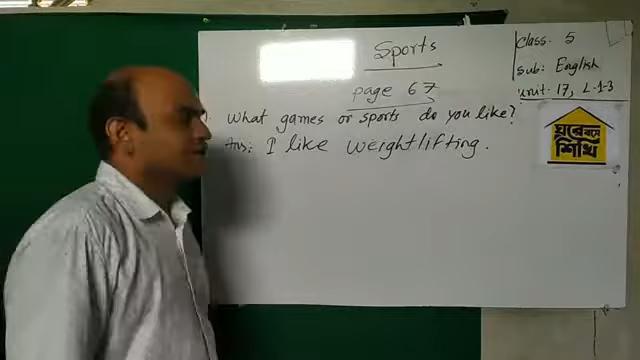 Sports
page 67
What games or sports do you like?
Ans: I like weightlifting.
Class. 5
Sub: English
Unit. 17, L-1-3
ঘরে বসে
শিখি